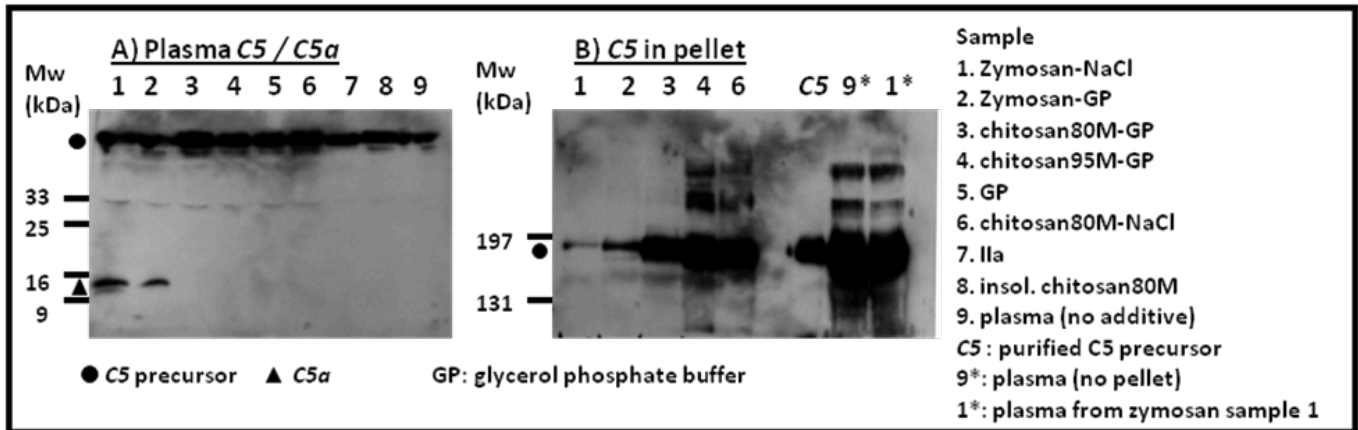 A) Plasma C5 / C5a
Mw
(kDa)
1 2 3 4 5 6 7 8 9
33
25
16
9
B) C5 in pellet
Mw
(kDa)
1 2 3 4 6 C5 9* 1*
197
131
● C5 precursor ▲ C5a GP: glycerol phosphate buffer
Sample
1. Zymosan-NaCl
2. Zymosan-GP
3. chitosan80M-GP
4. chitosan95M-GP
5. GP
6. chitosan80M-NaCl
7. IIa
8. insol. chitosan80M
9. plasma (no additive)
C5 : purified C5 precursor
9*: plasma (no pellet)
1*: plasma from zymosan sample 1